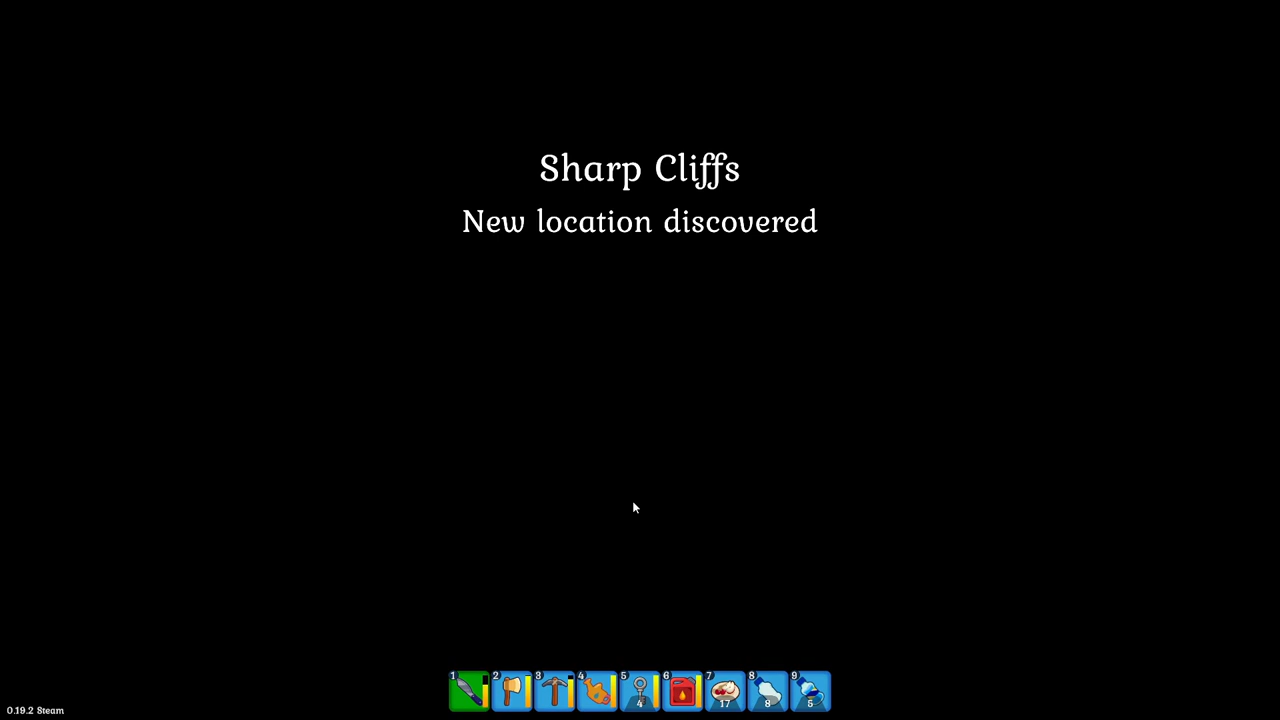 Sharp Cliffs
New location discovered
1 2 3 4 5 6 7 8 9
4 17 9 5
0.19.2 Steam